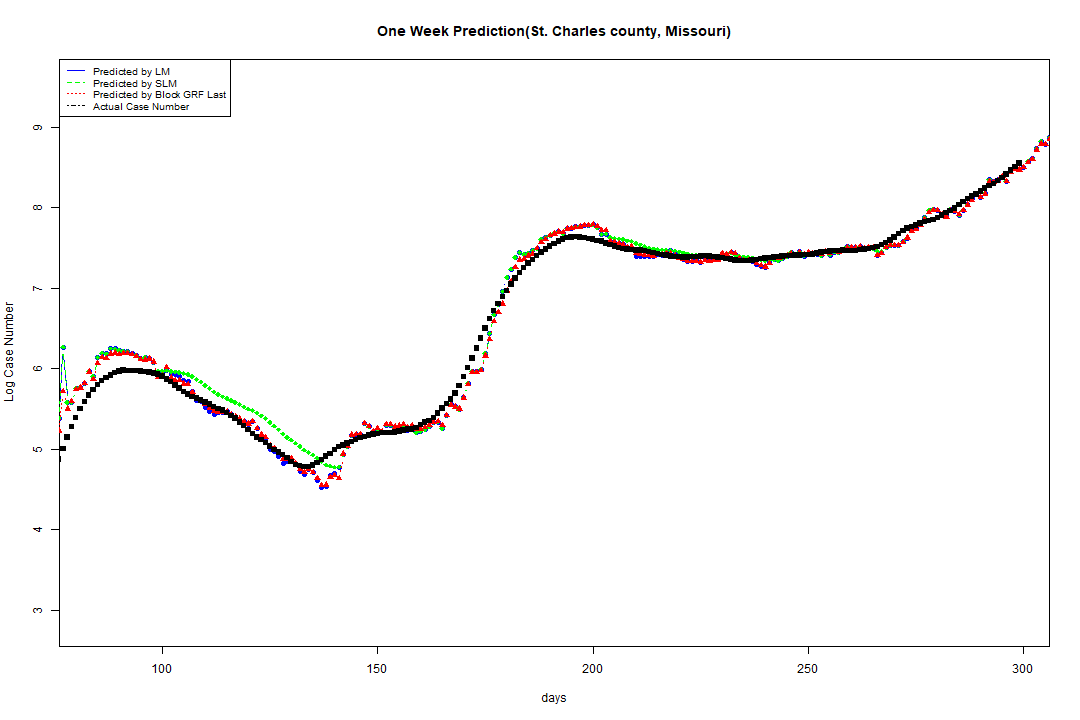 One Week Prediction(St. Charles county, Missouri)
Predicted by LM
Predicted by SLM
Predicted by Block GRF Last
Actual Case Number
Log Case Number
9
8
7
6
5
4
3
100 150 200 250 300
days